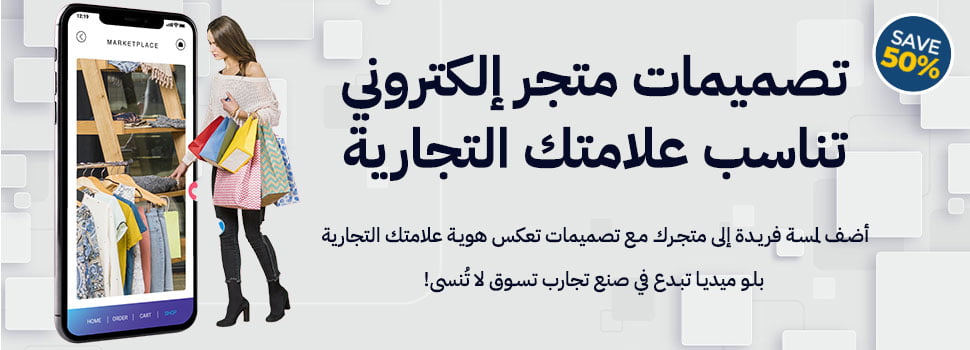 12:19
MARKETPLACE
HOME | ORDER | CART | SHOP
SAVE
50%
تصميمات متجر إلكتروني
تناسب علامتك التجارية
أضف لمسة فريدة إلى متجرك مع تصميمات تعكس هوية علامتك التجارية
بلو ميديا تبدع في صنع تجارب تسوق لا تُنسى!